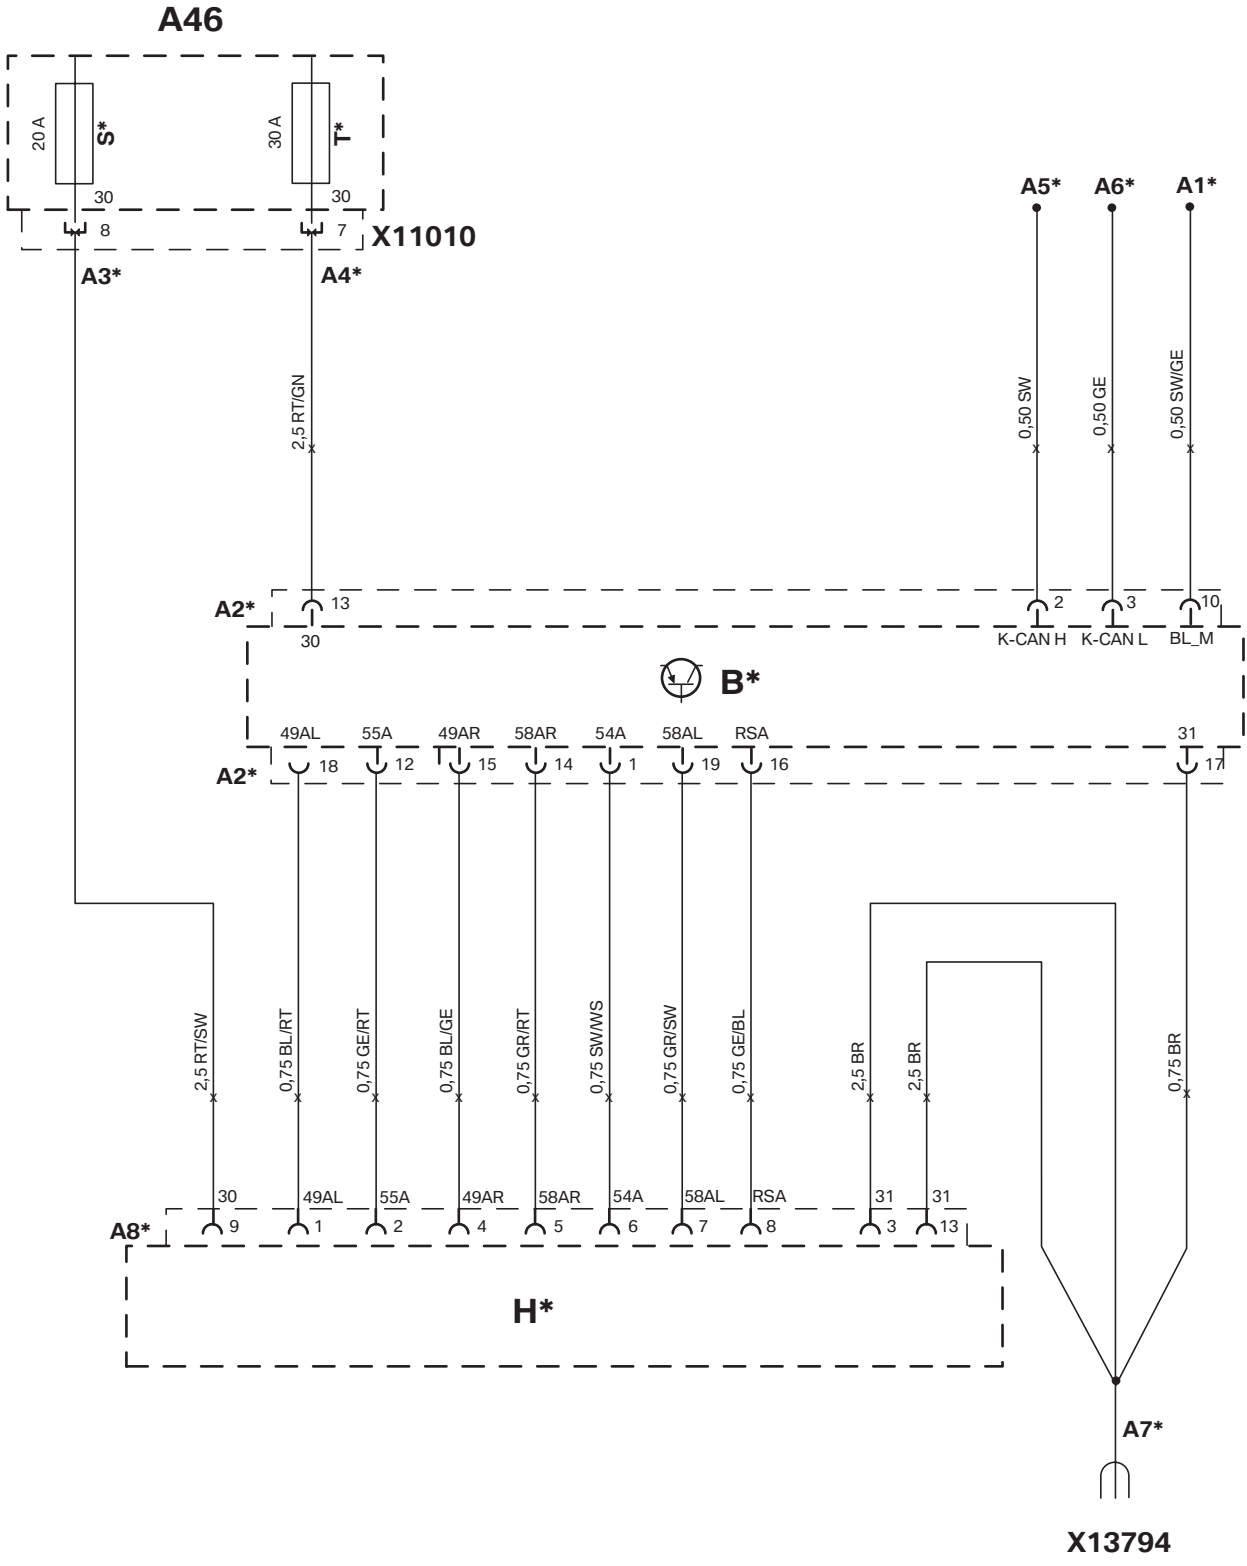 A46
20 A
S*
30 A
T*
30
30
8
7
X11010
A3*
A4*
A5*
A6*
A1*
2,5 RT/GN
0,50 SW
0,50 GE
0,50 SW/GE
A2*
13
2
3
10
30
K-CAN H
K-CAN L
BL_M
B*
49AL
55A
49AR
58AR
54A
58AL
RSA
31
A2*
18
12
15
14
1
19
16
17
2,5 RT/SW
0,75 BL/RT
0,75 GE/RT
0,75 BL/GE
0,75 GR/RT
0,75 SW/WS
0,75 GR/SW
0,75 GE/BL
2,5 BR
2,5 BR
0,75 BR
30
49AL
55A
49AR
58AR
54A
58AL
RSA
31
31
A8*
9
1
2
4
5
6
7
8
3
13
H*
A7*
X13794